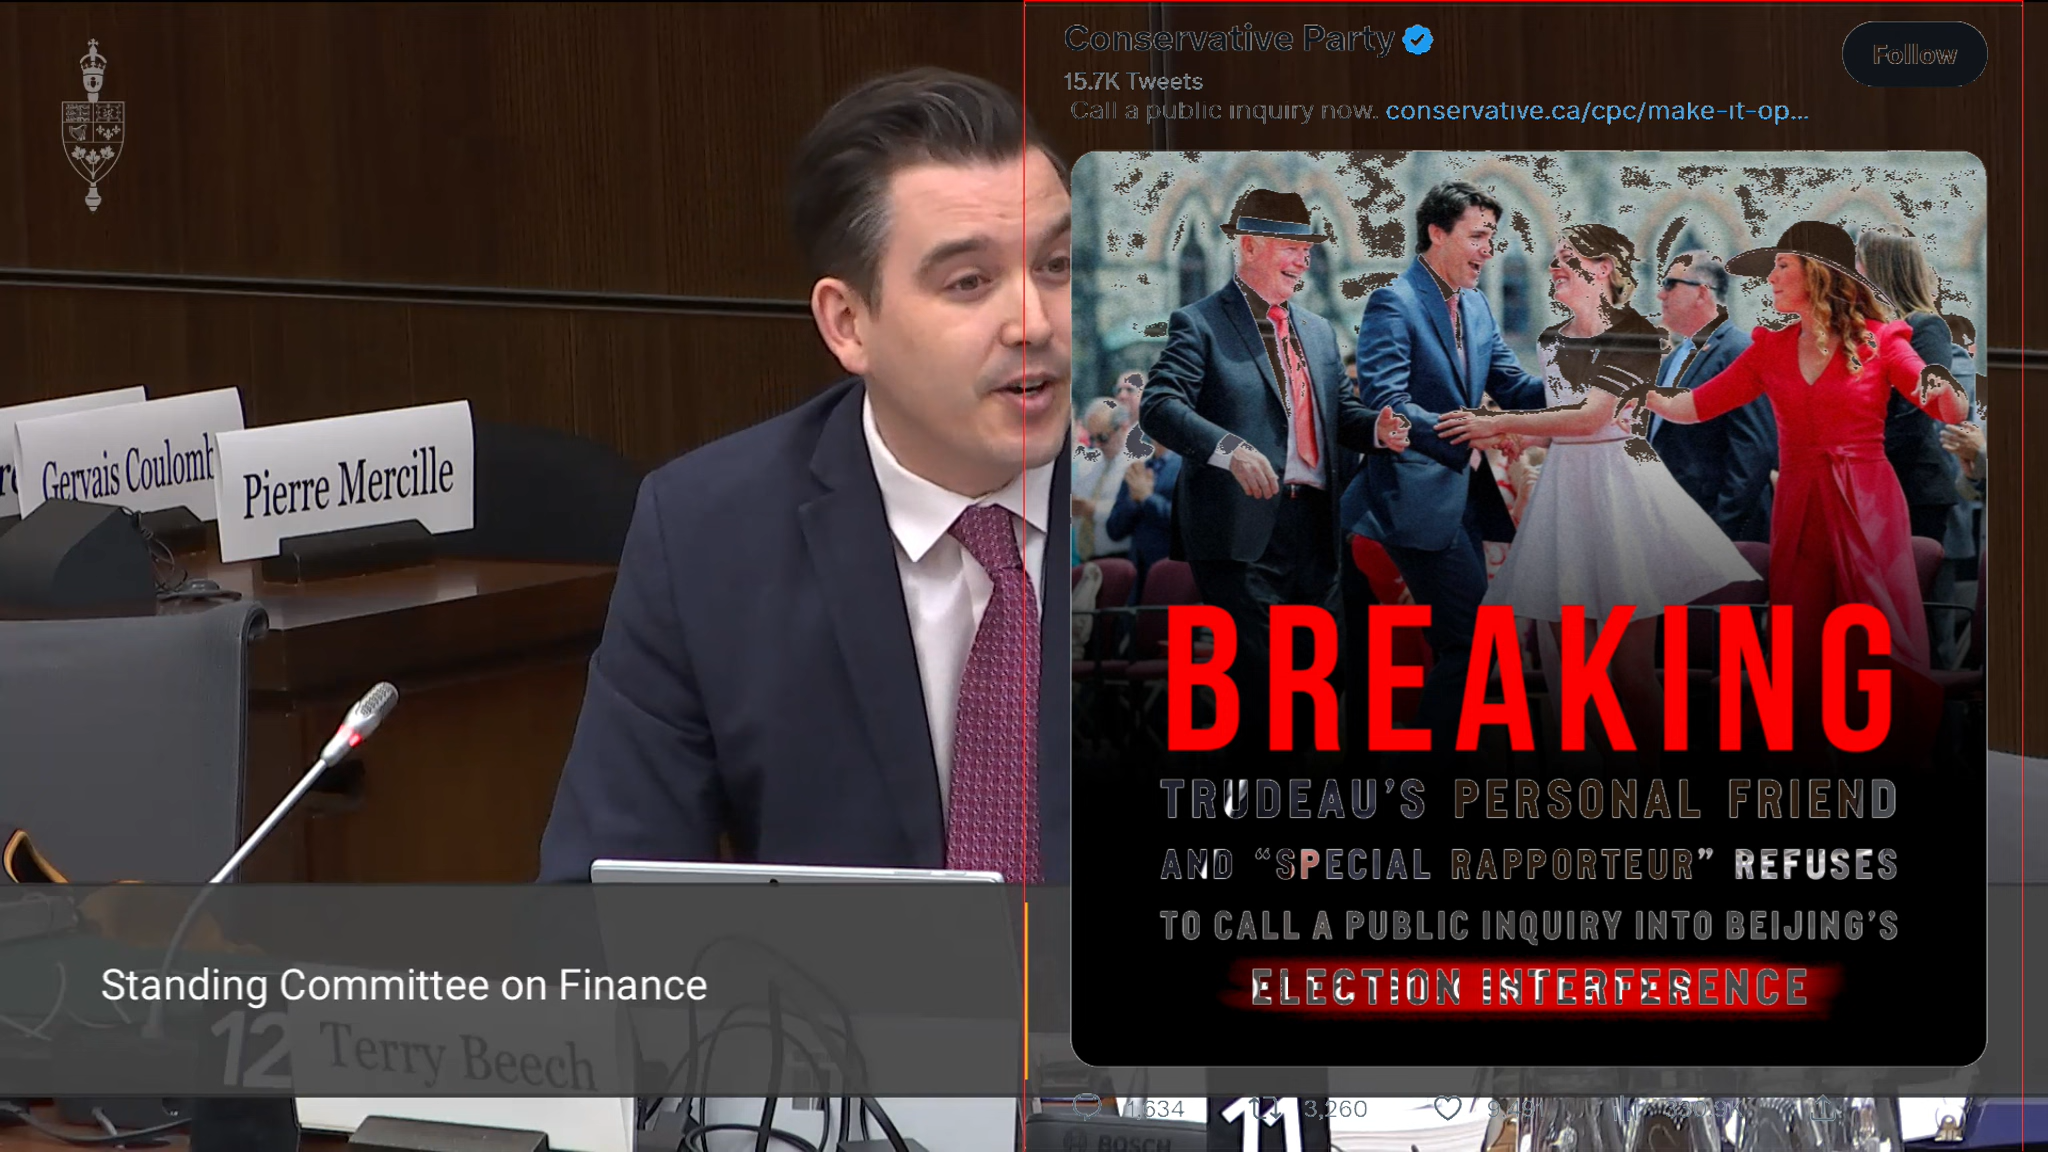 Conservative Party
Follow
15.7K Tweets
Call a public inquiry now. conservative.ca/cpc/make-it-op...
Gervais Coulomb
Pierre Mercille
BREAKING
TRUDEAU'S PERSONAL FRIEND
AND “SPECIAL RAPPORTEUR” REFUSES
TO CALL A PUBLIC INQUIRY INTO BEIJING'S
ELECTION INTERFERENCE
Standing Committee on Finance
12
Terry Beech
1,634
3,260
11
BOSCH